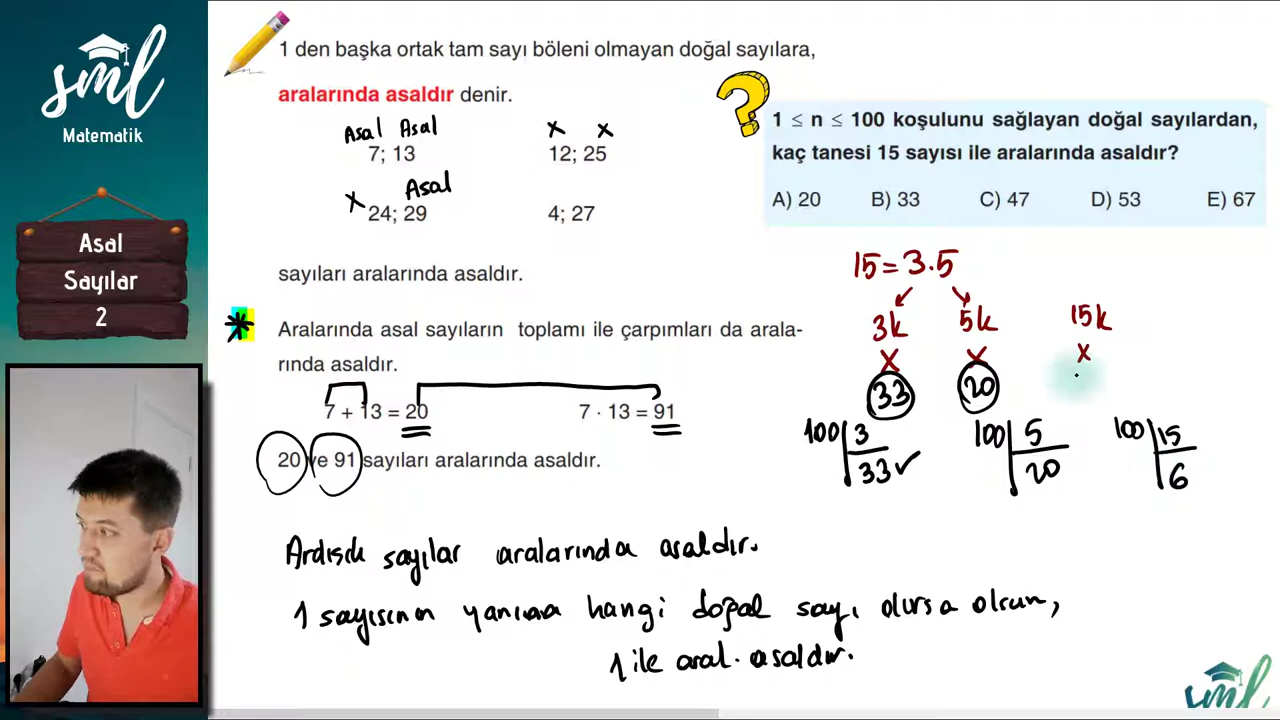 sml
Matematik
Asal
Sayılar
2
1 den başka ortak tam sayı böleni olmayan doğal sayılara,
aralarında asaldır denir.
Asal Asal
7; 13
x x
12; 25
x Asal
24; 29
4; 27
sayıları aralarında asaldır.
* Aralarında asal sayıların toplamı ile çarpımları da arala-
rında asaldır.
7 + 13 = 20
7 · 13 = 91
20 ve 91 sayıları aralarında asaldır.
Ardışık sayılar aralarında asaldır.
1 sayısının yanına hangi doğal sayı olursa olsun,
1 ile aral. asaldır.
?
1 ≤ n ≤ 100 koşulunu sağlayan doğal sayılardan,
kaç tanesi 15 sayısı ile aralarında asaldır?
A) 20 B) 33 C) 47 D) 53 E) 67
15 = 3.5
3k 5k 15k
x x x
33 20
100 3 100 5 100 15
33 ✓ 20 6
sml